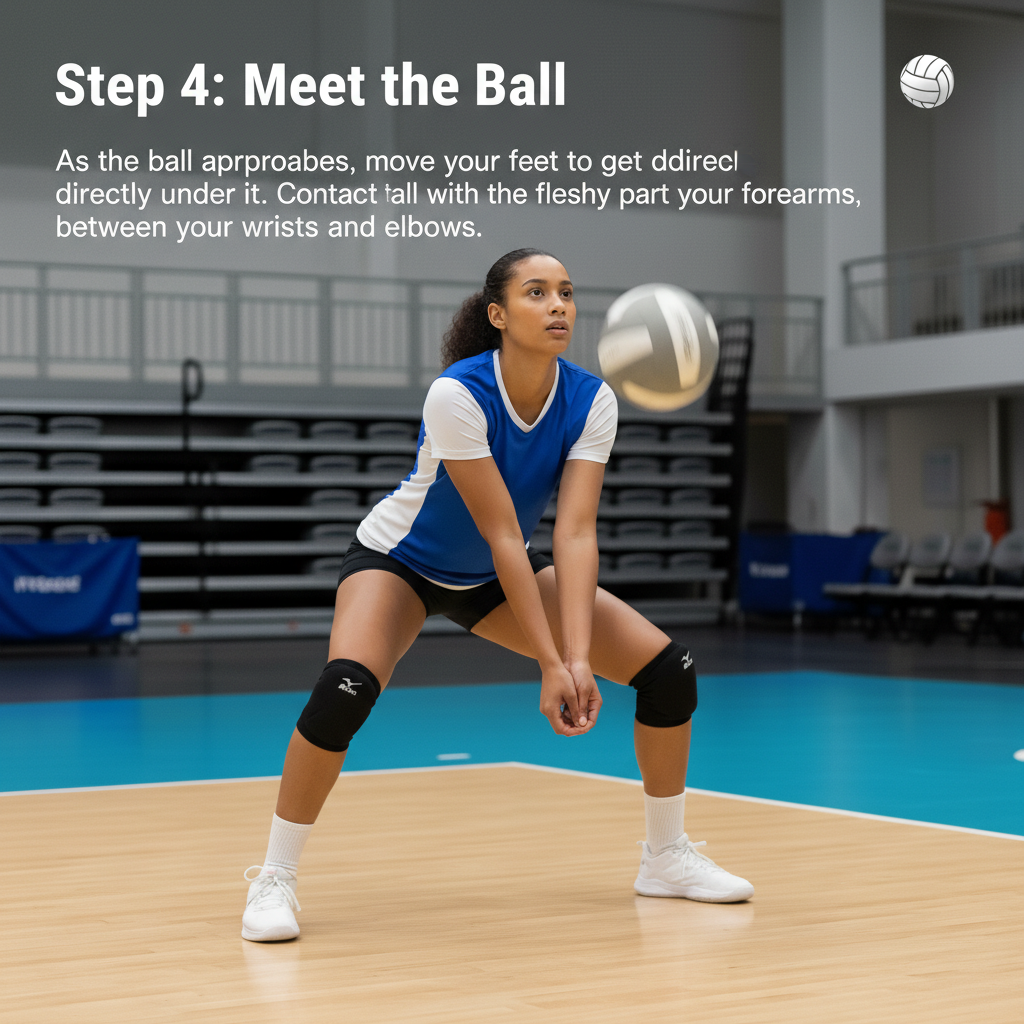 Step 4: Meet the Ball
As the ball aprproabes, move your feet to get ddirecl
directly under it. Contact tall with the fleshy part your forearms,
between your wrists and elbows.